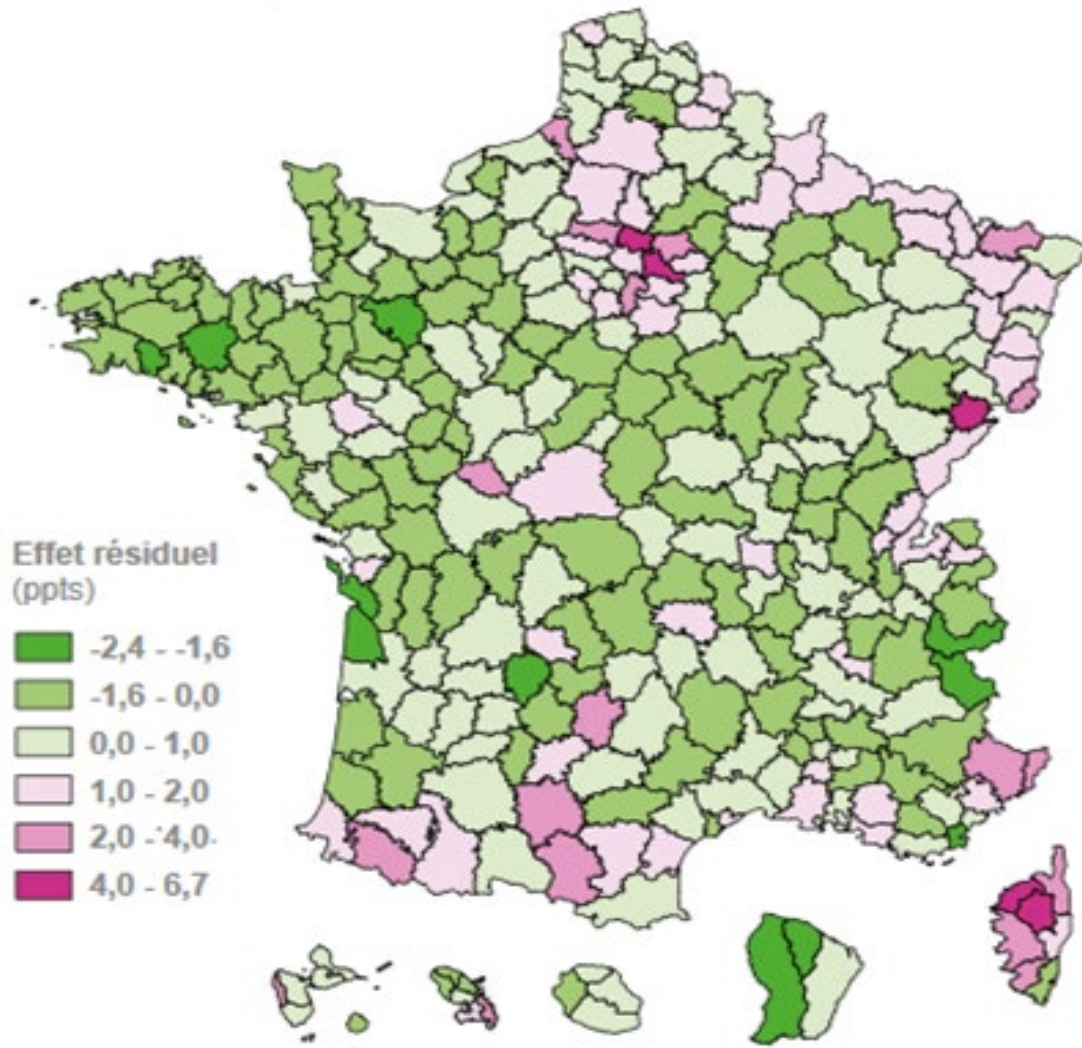 Effet résiduel
(ppts)
-2,4 - -1,6
-1,6 - 0,0
0,0 - 1,0
1,0 - 2,0
2,0 - 4,0
4,0 - 6,7